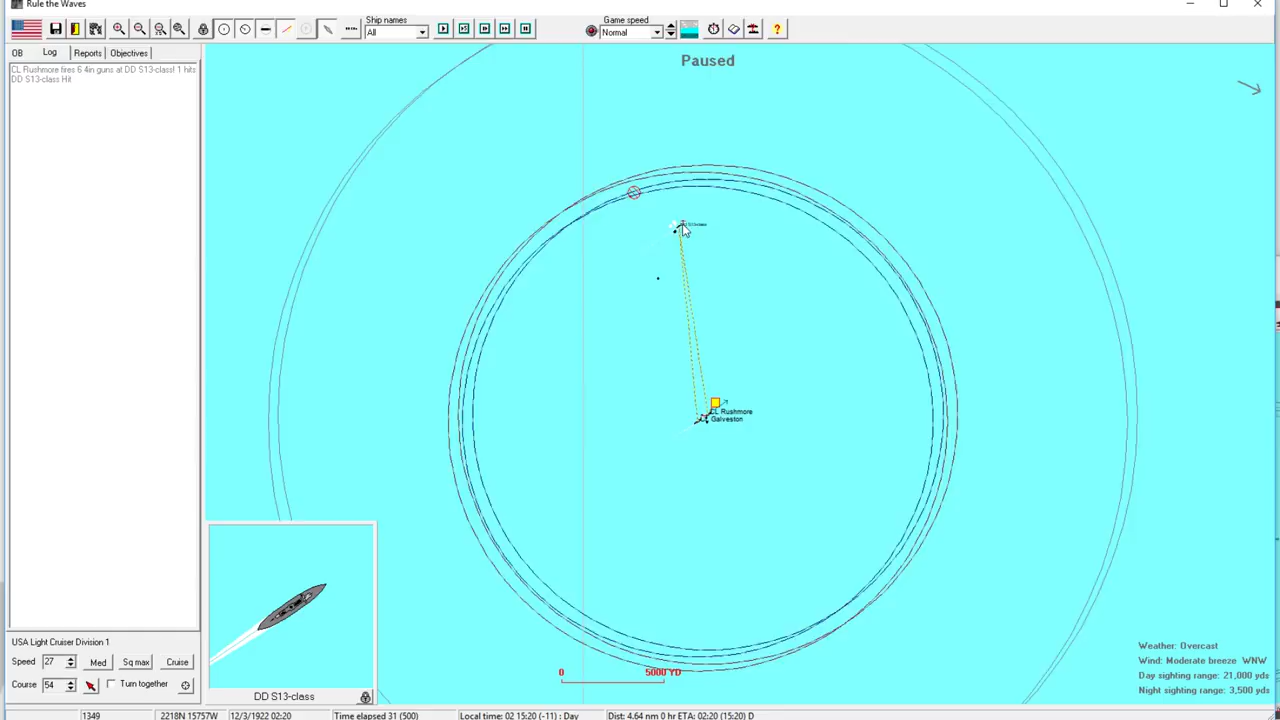 Rule the Waves
Ship names
All
Game speed
Normal
OB
Log
Reports
Objectives
CL Rushmore fires 6 4in guns at DD S13-class! 1 hits
DD S13-class Hit
Paused
CL Rushmore
Galveston
0
5000 YD
USA Light Cruiser Division 1
Speed
27
Med
Sq max
Cruise
Course
54
Turn together
DD S13-class
Weather: Overcast
Wind: Moderate breeze WNW
Day sighting range: 21,000 yds
Night sighting range: 3,500 yds
1349
2218N 15757W
12/3/1922 02:20
Time elapsed 31 (500)
Local time: 02 15:20 (-11) : Day
Dist: 4.64 nm 0 hr ETA: 02:20 (15:20) D